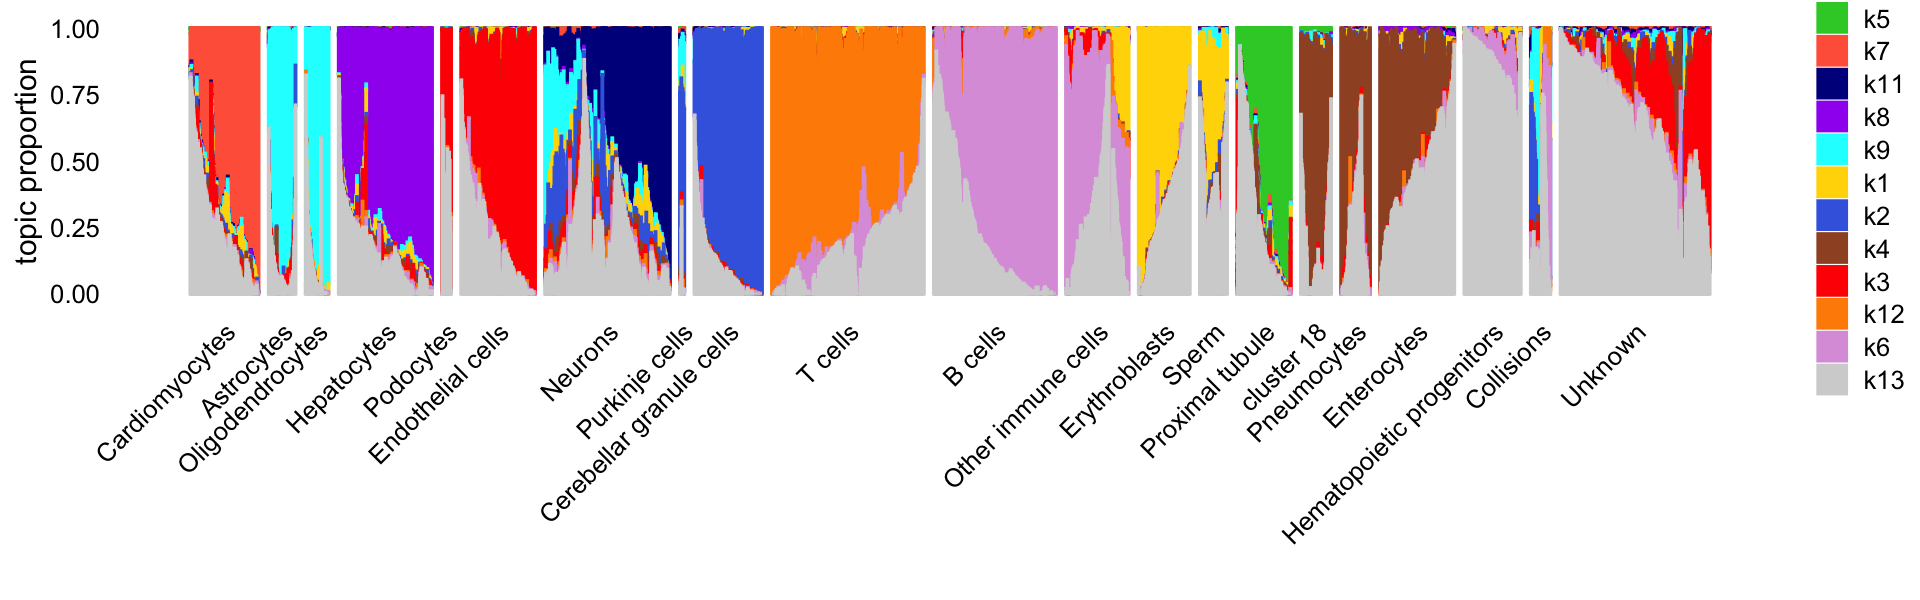 topic proportion
1.00
0.75
0.50
0.25
0.00
Cardiomyocytes
Astrocytes
Oligodendrocytes
Hepatocytes
Podocytes
Endothelial cells
Neurons
Purkinje cells
Cerebellar granule cells
T cells
B cells
Other immune cells
Erythroblasts
Sperm
Proximal tubule
cluster 18
Pneumocytes
Enterocytes
Hematopoietic progenitors
Collisions
Unknown
k5
k7
k11
k8
k9
k1
k2
k4
k3
k12
k6
k13